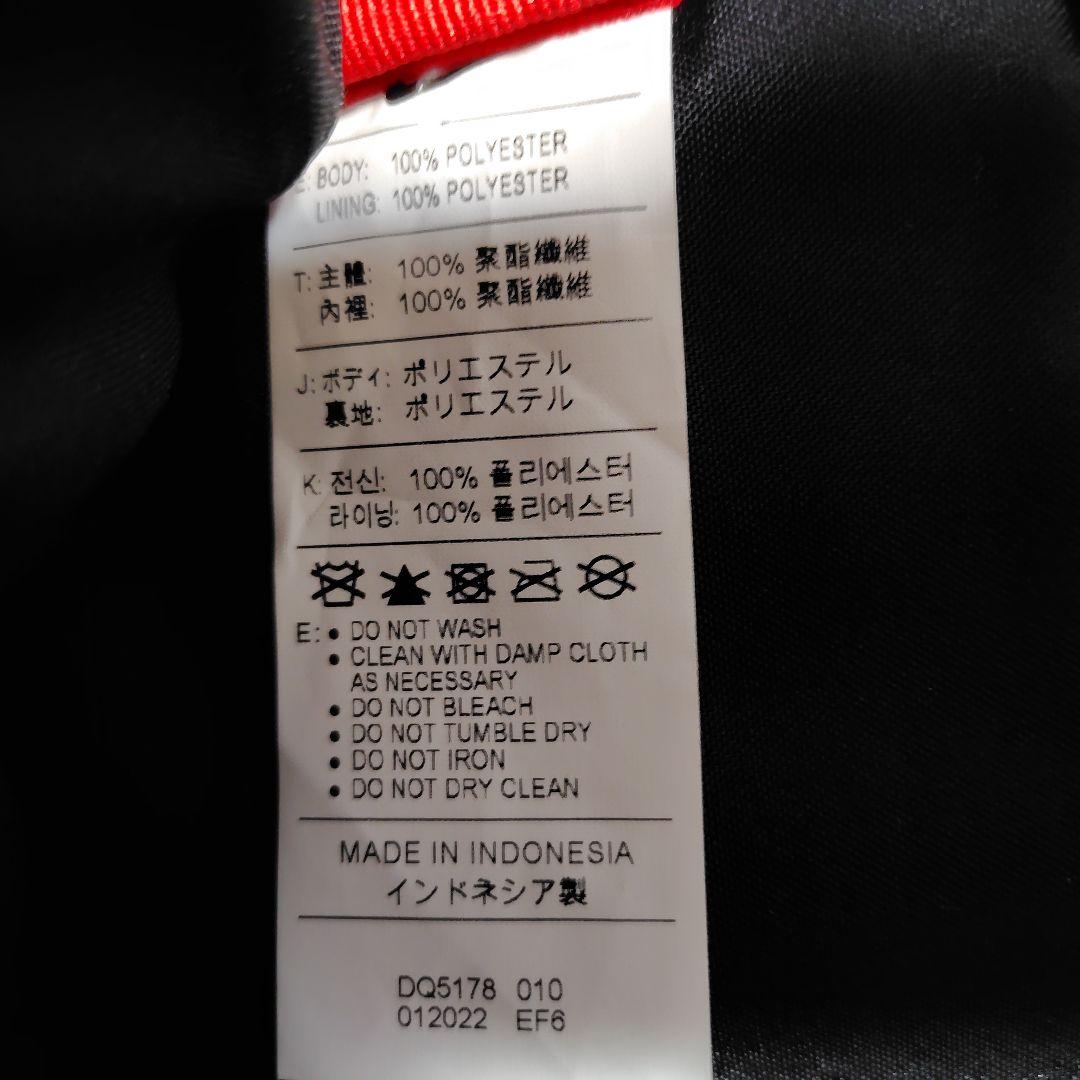 E: BODY: 100% POLYESTER
LINING: 100% POLYESTER
T: 主體: 100% 聚酯纖維
內裡: 100% 聚酯纖維
J: ボディ: ポリエステル
裏地: ポリエステル
K: 전신: 100% 폴리에스터
라이닝: 100% 폴리에스터
E: • DO NOT WASH
• CLEAN WITH DAMP CLOTH
AS NECESSARY
• DO NOT BLEACH
• DO NOT TUMBLE DRY
• DO NOT IRON
• DO NOT DRY CLEAN
MADE IN INDONESIA
インドネシア製
DQ5178 010
012022 EF6